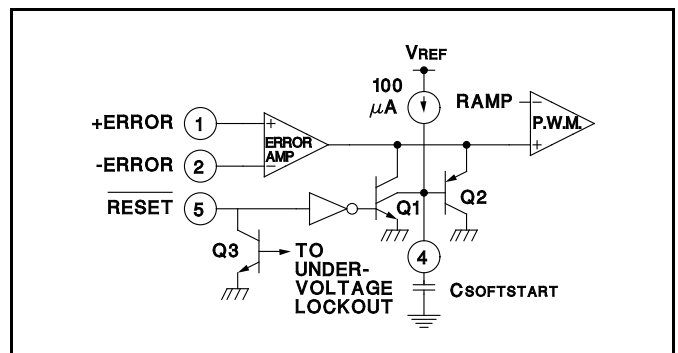 VREF
100
µA
RAMP
−
P.W.M.
+
+ERROR
1
+
ERROR
AMP
−
-ERROR
2
RESET
5
Q1
Q2
Q3
TO
UNDER-
VOLTAGE
LOCKOUT
4
CSOFTSTART